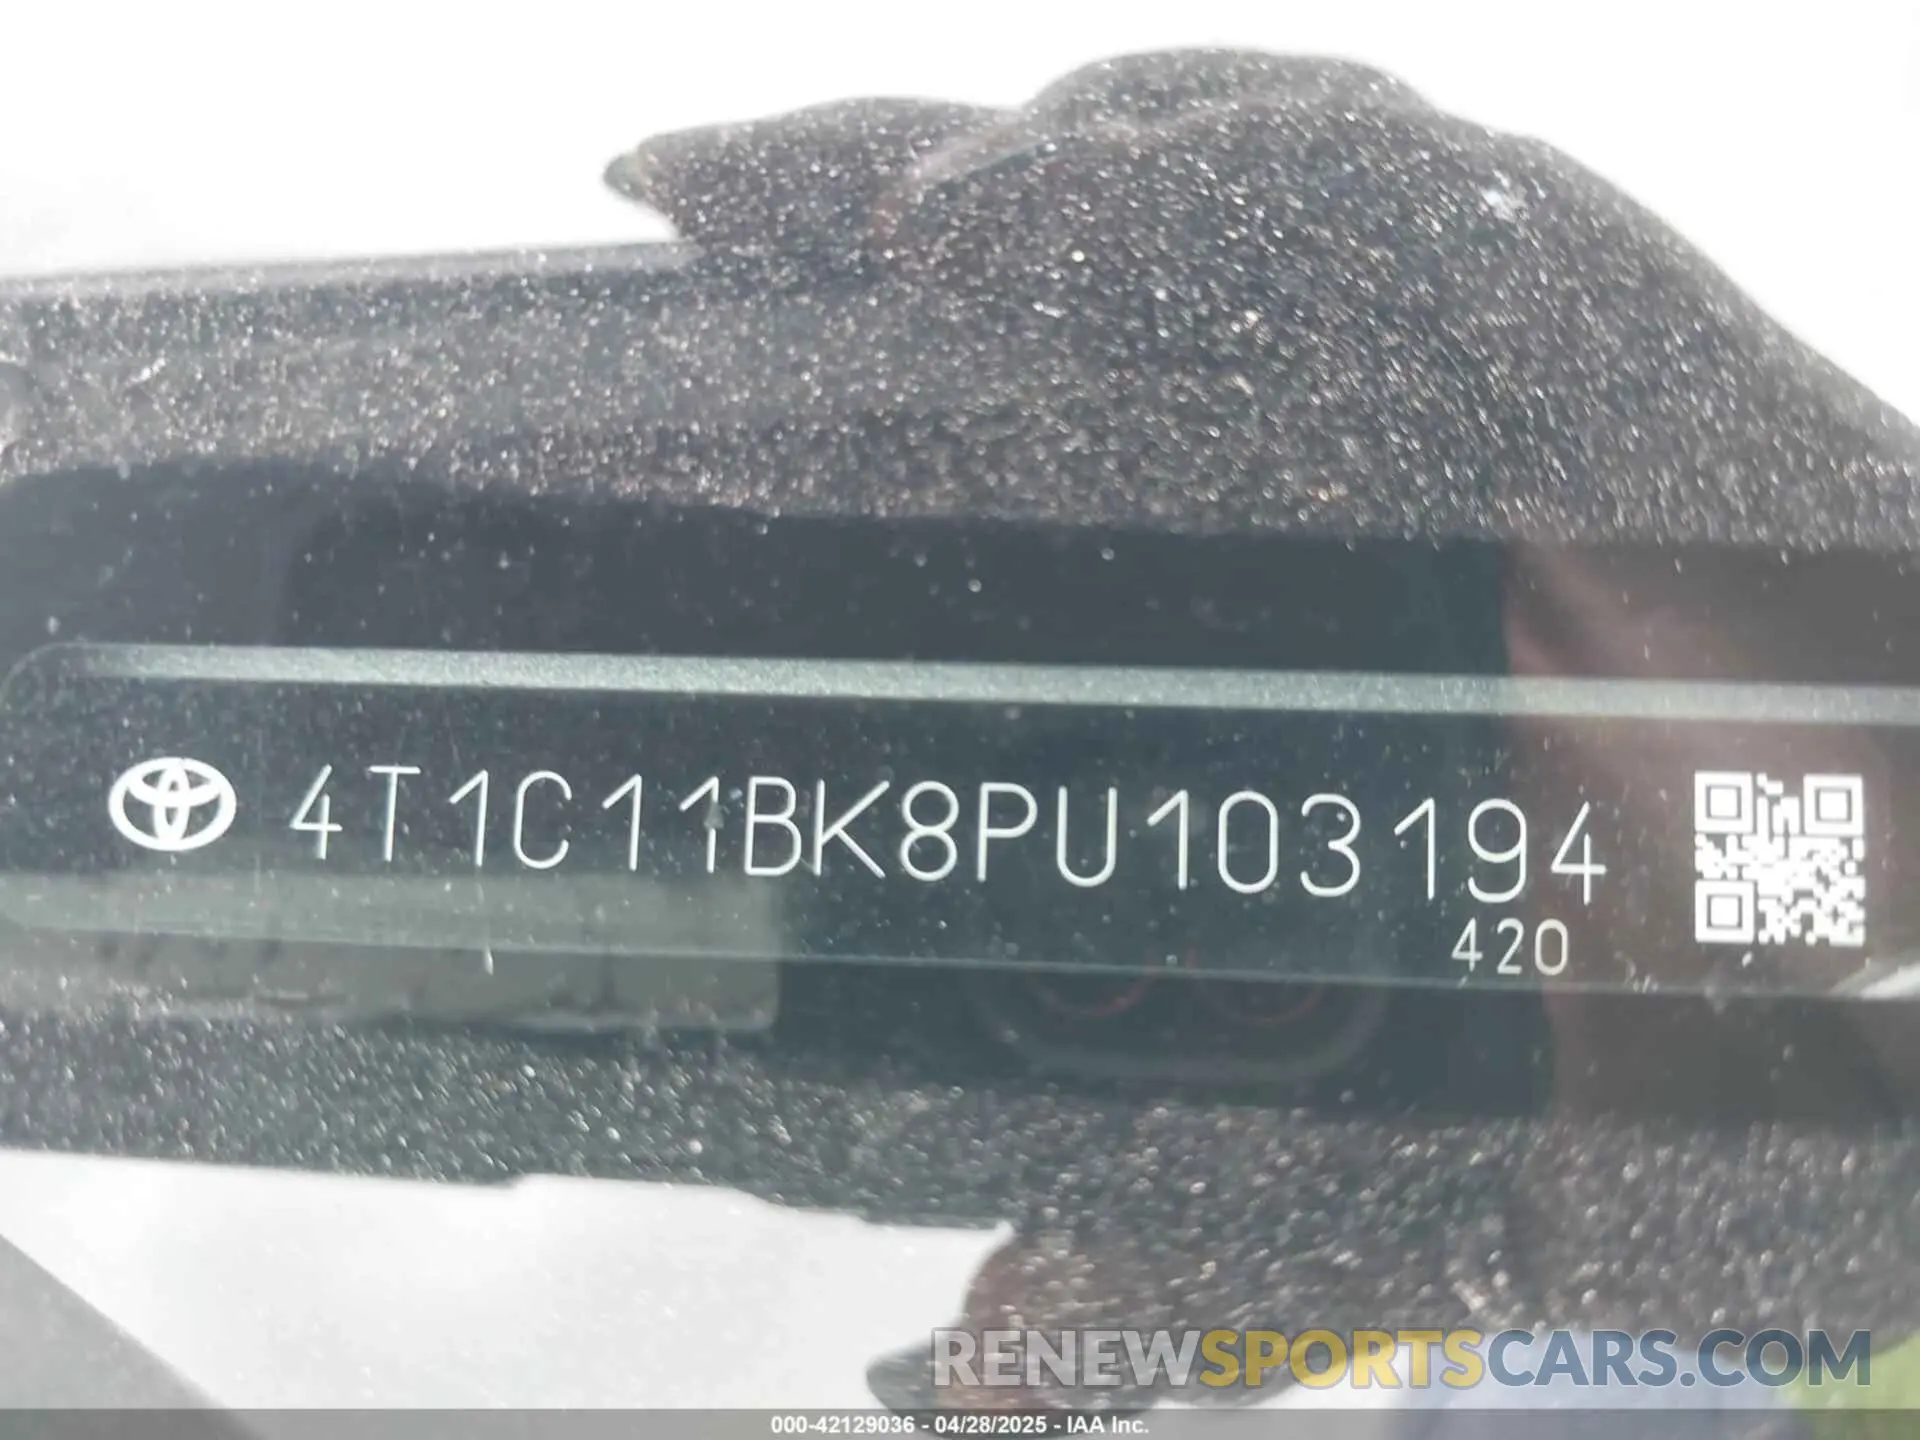 4T1C11BK8PU103194
420
RENEWSPORTSCARS.COM
000-42129036 - 04/28/2025 - IAA Inc.